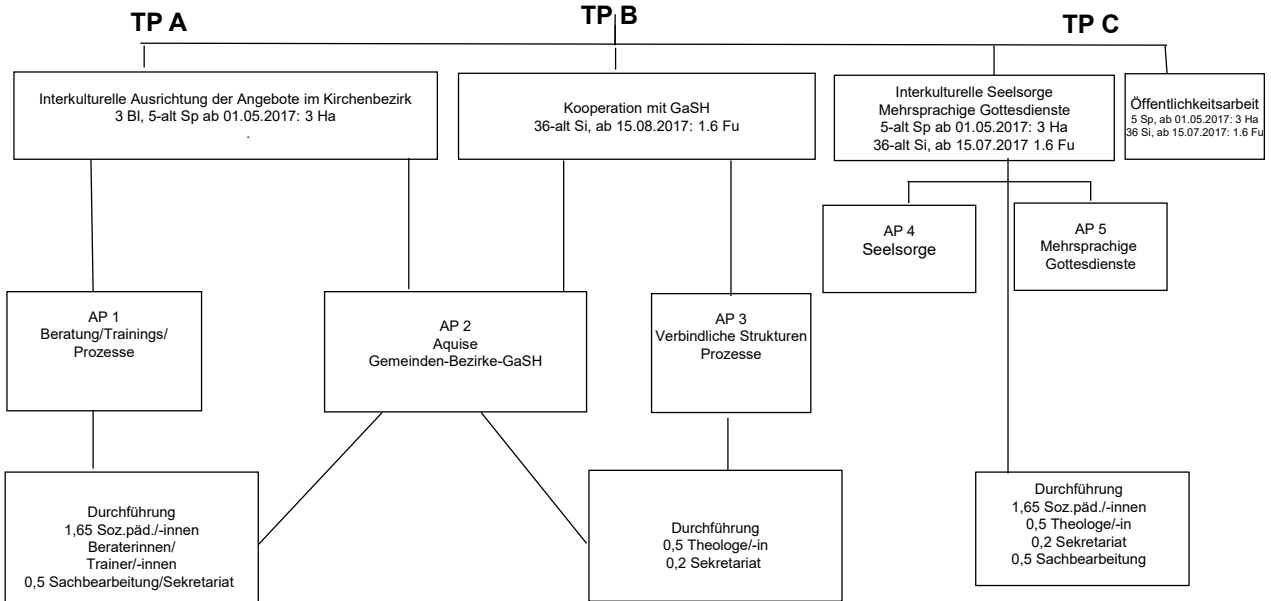 TP A
TP B
TP C
Interkulturelle Ausrichtung der Angebote im Kirchenbezirk
3 Bl, 5-alt Sp ab 01.05.2017: 3 Ha
.
Kooperation mit GaSH
36-alt Si, ab 15.08.2017: 1.6 Fu
Interkulturelle Seelsorge
Mehrsprachige Gottesdienste
5-alt Sp ab 01.05.2017: 3 Ha
36-alt Si, ab 15.07.2017 1.6 Fu
Öffentlichkeitsarbeit
5 Sp, ab 01.05.2017: 3 Ha
36 Si, ab 15.07.2017: 1.6 Fu
AP 4
Seelsorge
AP 5
Mehrsprachige
Gottesdienste
AP 1
Beratung/Trainings/
Prozesse
AP 2
Aquise
Gemeinden-Bezirke-GaSH
AP 3
Verbindliche Strukturen
Prozesse
Durchführung
1,65 Soz.päd./-innen
Beraterinnen/
Trainer/-innen
0,5 Sachbearbeitung/Sekretariat
Durchführung
0,5 Theologe/-in
0,2 Sekretariat
Durchführung
1,65 Soz.päd./-innen
0,5 Theologe/-in
0,2 Sekretariat
0,5 Sachbearbeitung